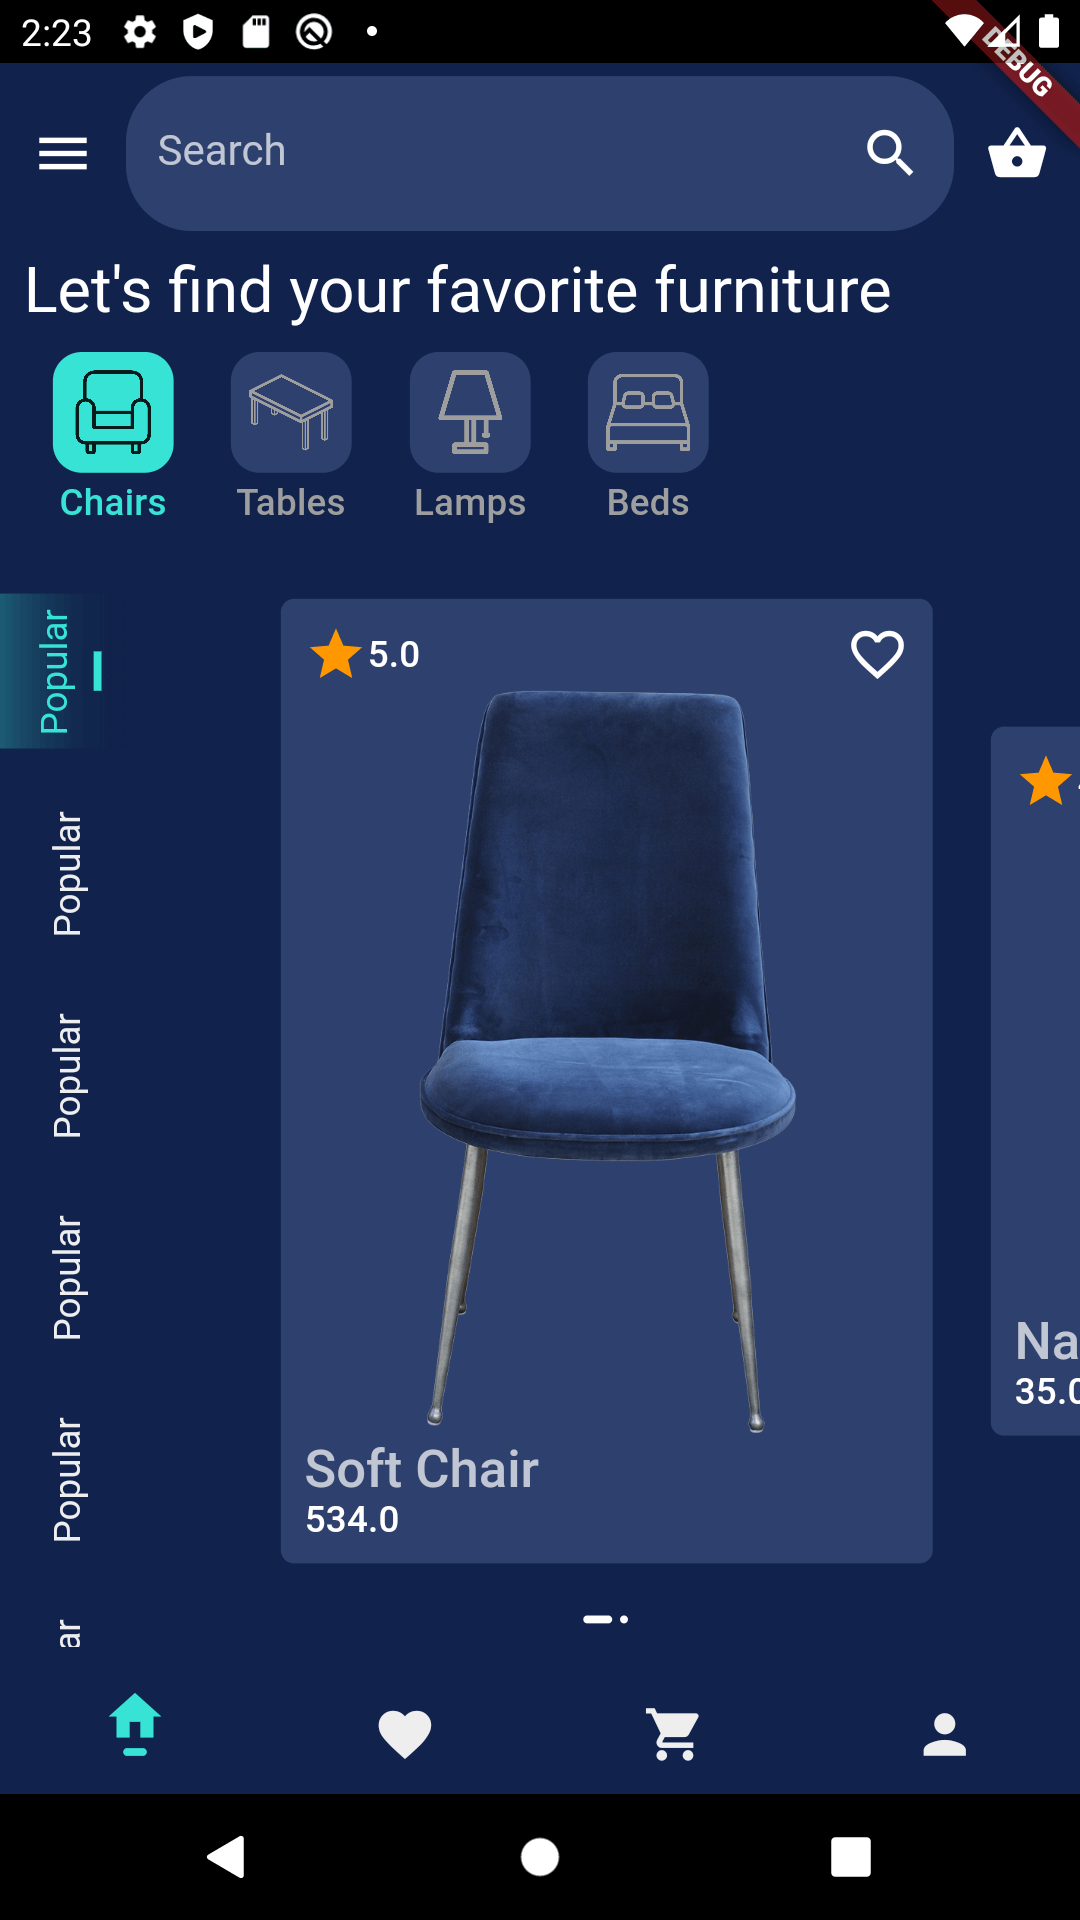 2:23
DEBUG
Search
Let's find your favorite furniture
Chairs
Tables
Lamps
Beds
Popular
Popular
Popular
Popular
Popular
ar
5.0
Soft Chair
534.0
Na
35.0